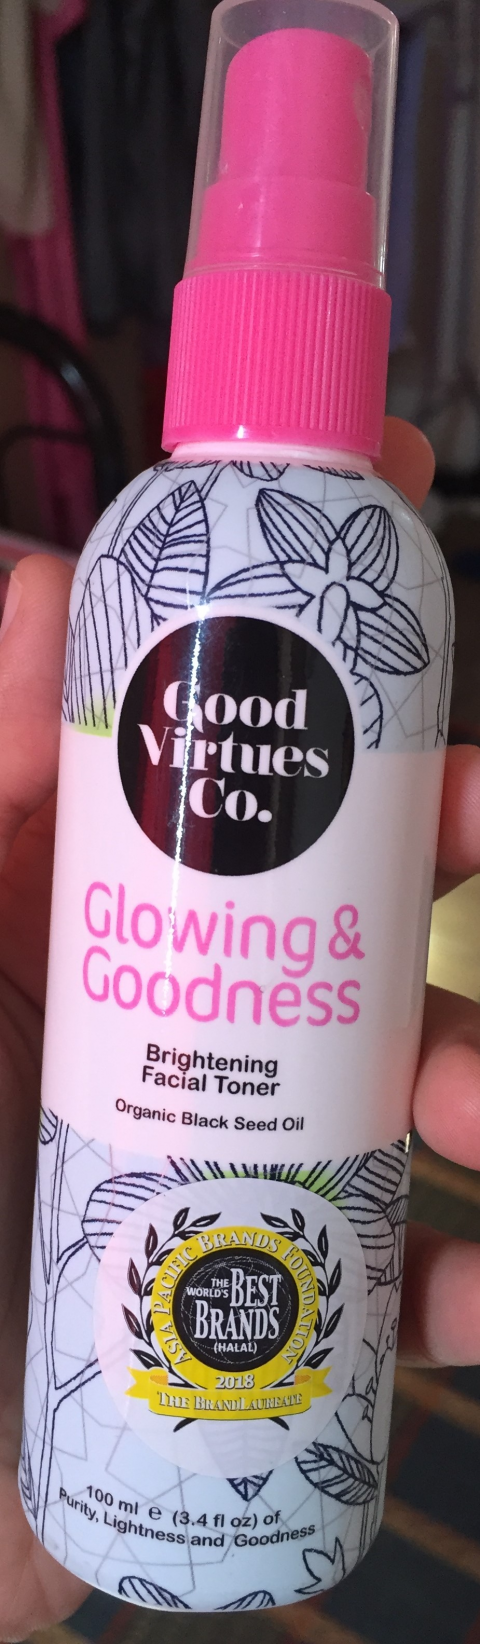 Good
Virtues
Co.
Glowing &
Goodness
Brightening
Facial Toner
Organic Black Seed Oil
ASIA PACIFIC BRANDS FOUNDATION
THE WORLD'S BEST
BRANDS
(HALAL)
2018
THE BRANDLAUREATE
100 ml e (3.4 fl oz) of
Purity, Lightness and Goodness